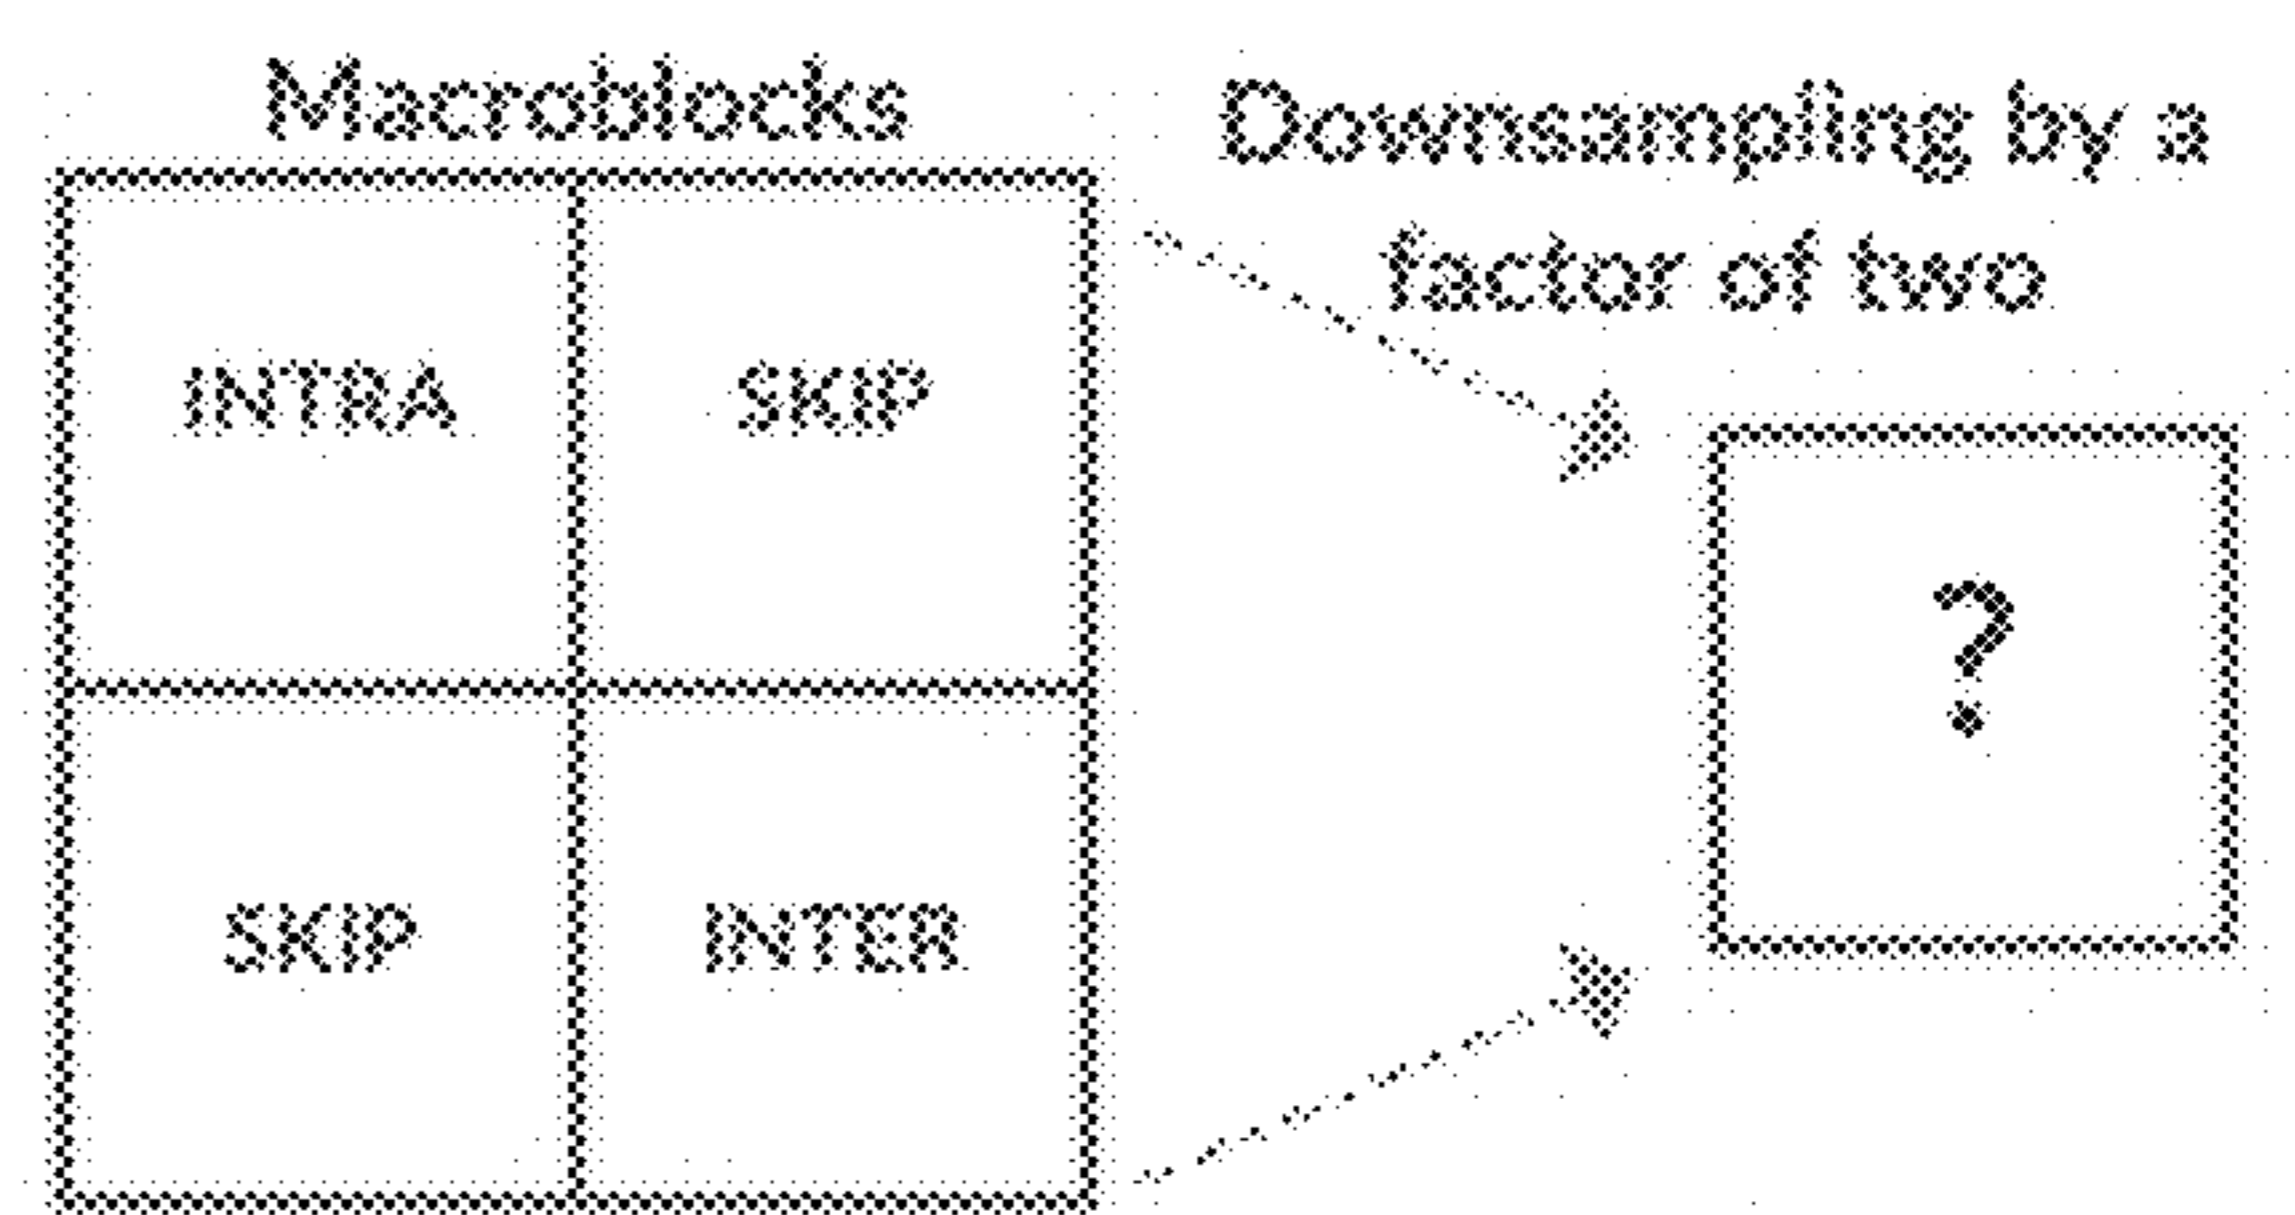 Macroblocks
Downsampling by a
factor of two
INTRA
SKIP
?
SKIP
INTER